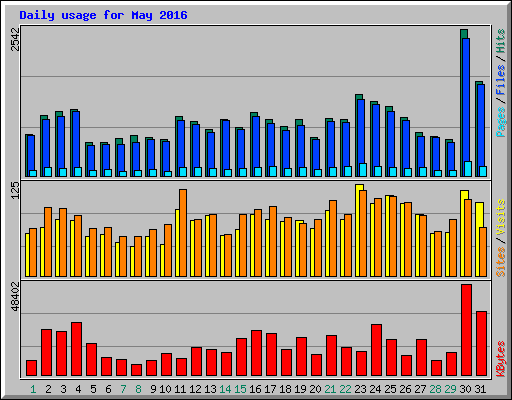 Daily usage for May 2016
2542
Pages / Files / Hits
125
Sites / Visits
48402
KBytes
1 2 3 4 5 6 7 8 9 10 11 12 13 14 15 16 17 18 19 20 21 22 23 24 25 26 27 28 29 30 31